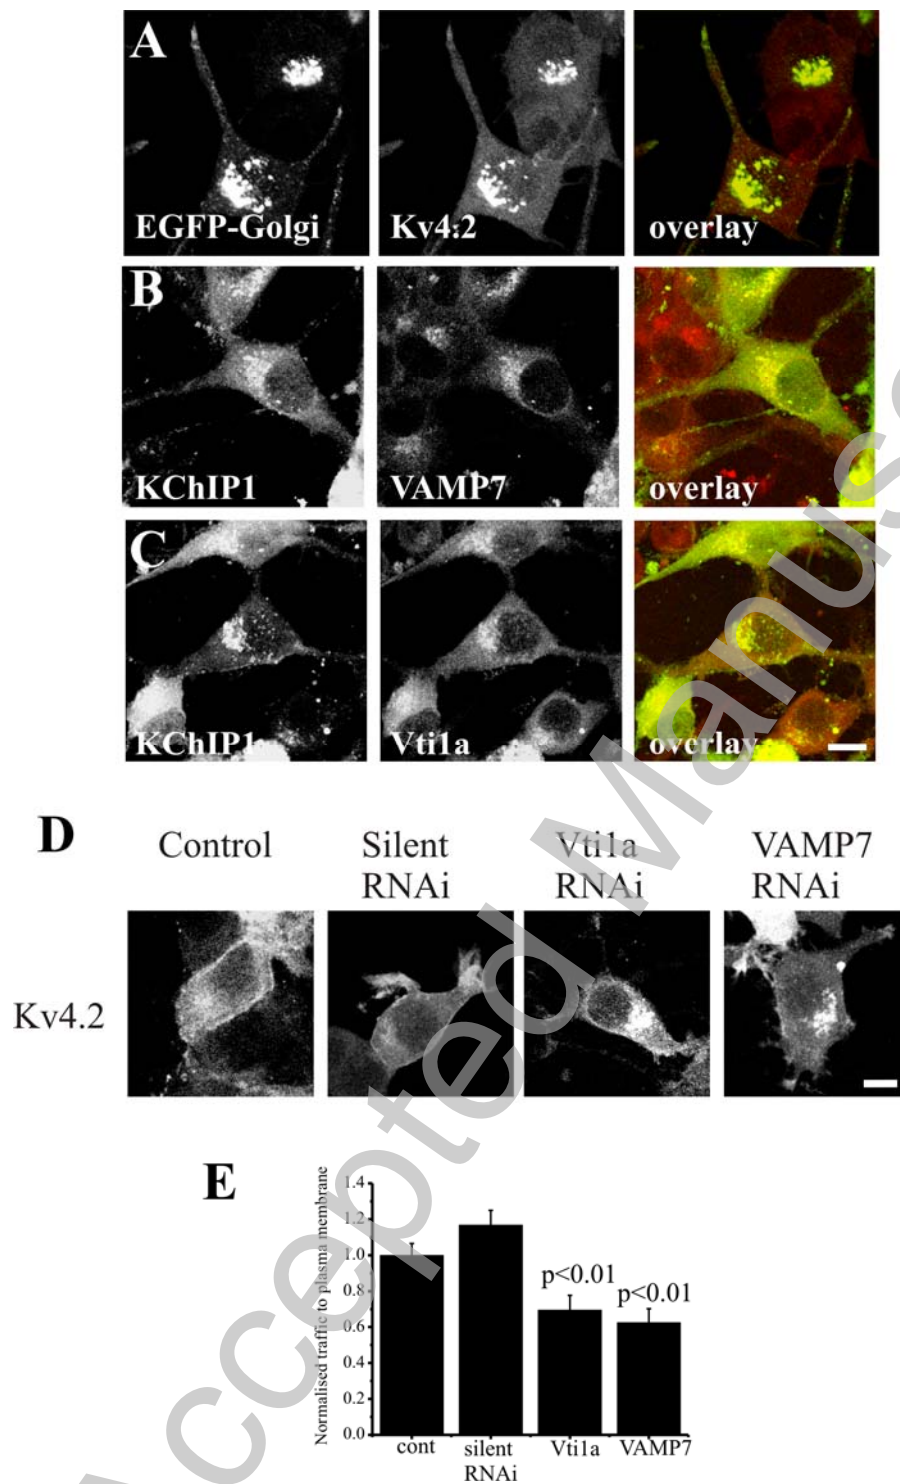 A
EGFP-Golgi Kv4.2 overlay
B
KChIP1 VAMP7 overlay
C
KChIP1 Vti1a overlay
D
Control Silent RNAi Vti1a RNAi VAMP7 RNAi
Kv4.2
E
Normalised traffic to plasma membrane
1.4
1.2
1.0
0.8
0.6
0.4
0.2
0.0
p<0.01
p<0.01
cont silent RNAi Vti1a VAMP7
Accepted Manus